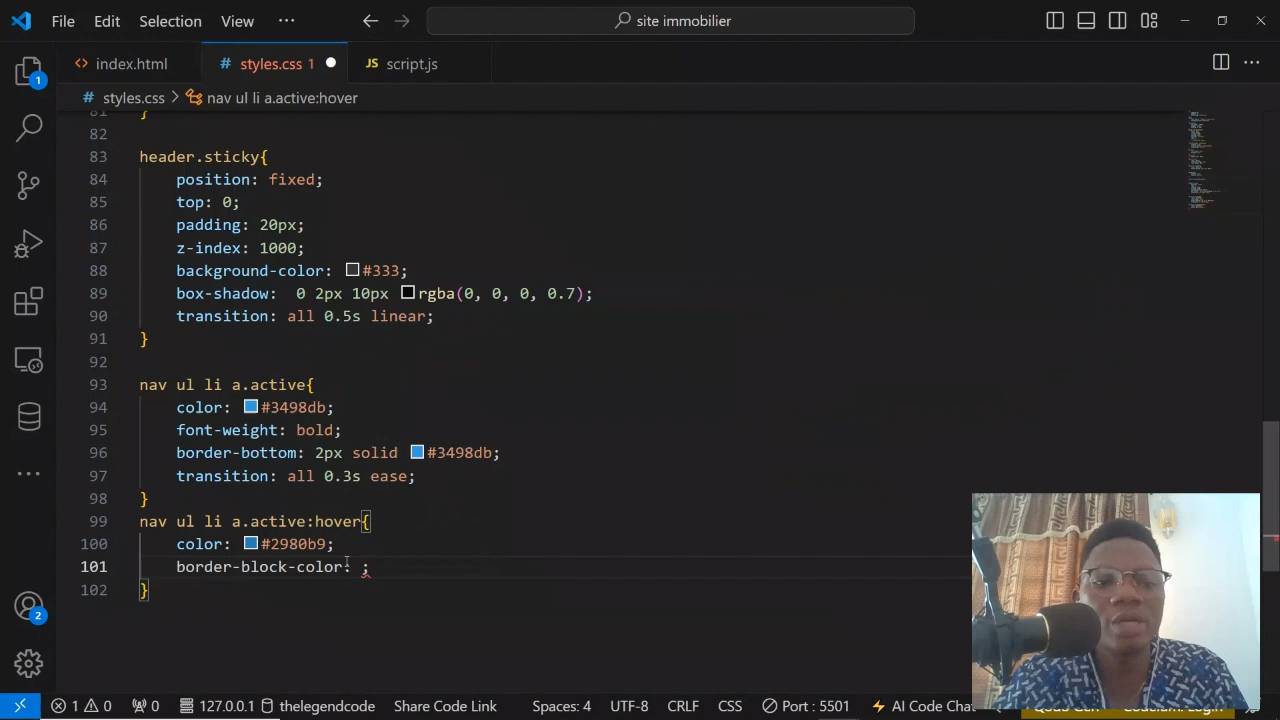 File Edit Selection View ··· site immobilier
index.html styles.css 1 JS script.js
# styles.css > nav ul li a.active:hover
81 }
82
83 header.sticky{
84 position: fixed;
85 top: 0;
86 padding: 20px;
87 z-index: 1000;
88 background-color: #333;
89 box-shadow: 0 2px 10px rgba(0, 0, 0, 0.7);
90 transition: all 0.5s linear;
91 }
92
93 nav ul li a.active{
94 color: #3498db;
95 font-weight: bold;
96 border-bottom: 2px solid #3498db;
97 transition: all 0.3s ease;
98 }
99 nav ul li a.active:hover{
100 color: #2980b9;
101 border-block-color: ;
102 }
1
2
1 0 0 127.0.0.1 thelegendcode Share Code Link Spaces: 4 UTF-8 CRLF CSS Port : 5501 AI Code Chat